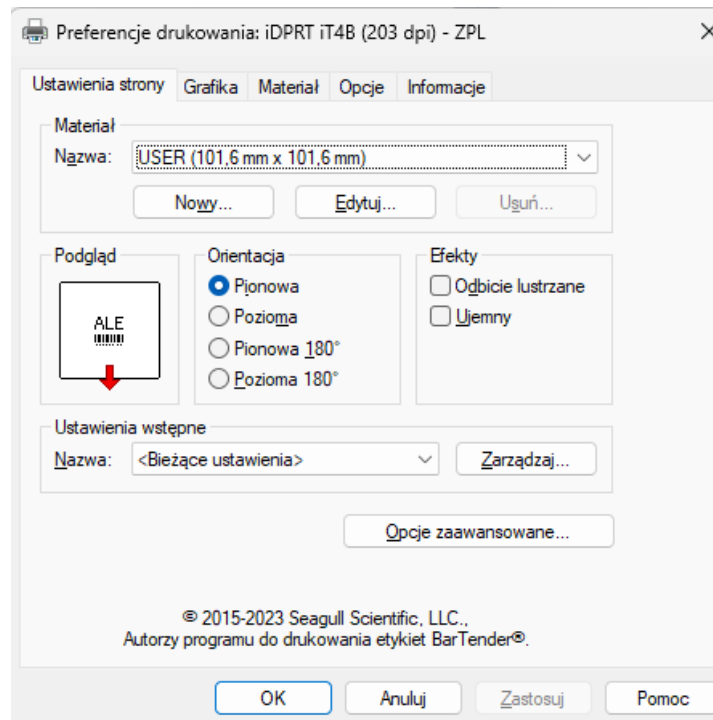 Preferencje drukowania: iDPRT iT4B (203 dpi) - ZPL
Ustawienia strony Grafika Materiał Opcje Informacje
Materiał
Nazwa: USER (101,6 mm x 101,6 mm)
Nowy... Edytuj... Usuń...
Podgląd
ALE
Orientacja
Pionowa
Pozioma
Pionowa 180°
Pozioma 180°
Efekty
Odbicie lustrzane
Ujemny
Ustawienia wstępne
Nazwa: <Bieżące ustawienia> Zarządzaj...
Opcje zaawansowane...
© 2015-2023 Seagull Scientific, LLC.,
Autorzy programu do drukowania etykiet BarTender®.
OK Anuluj Zastosuj Pomoc